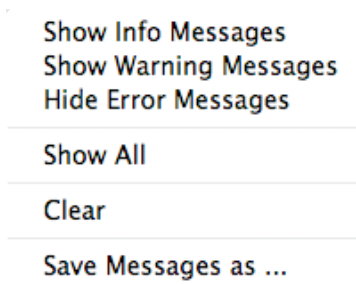 Show Info Messages
Show Warning Messages
Hide Error Messages
Show All
Clear
Save Messages as ...